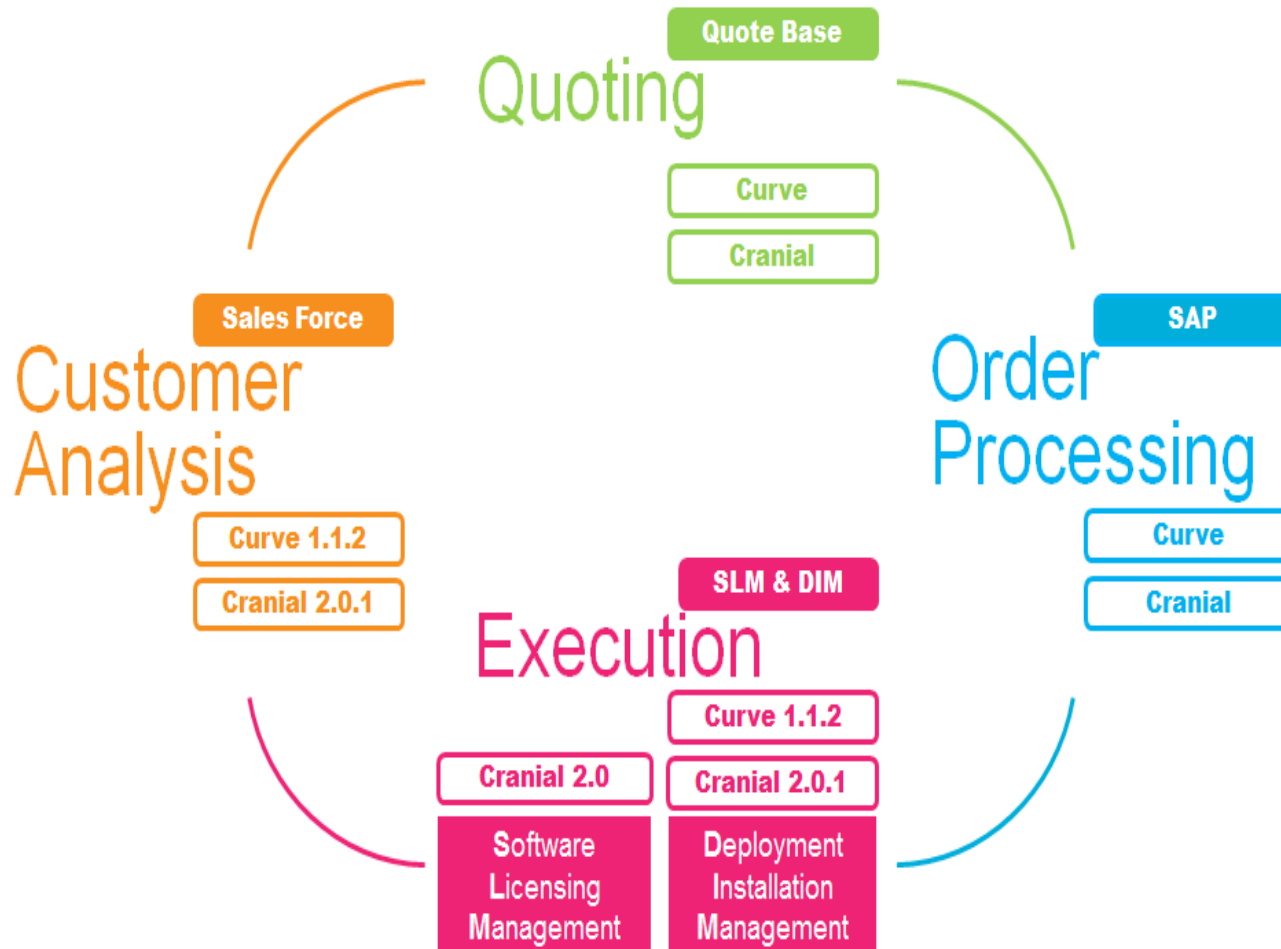 Quote Base
Quoting
Curve
Cranial
Sales Force
Customer
Analysis
Curve 1.1.2
Cranial 2.0.1
SAP
Order
Processing
Curve
Cranial
SLM & DIM
Execution
Curve 1.1.2
Cranial 2.0
Cranial 2.0.1
Software
Licensing
Management
Deployment
Installation
Management